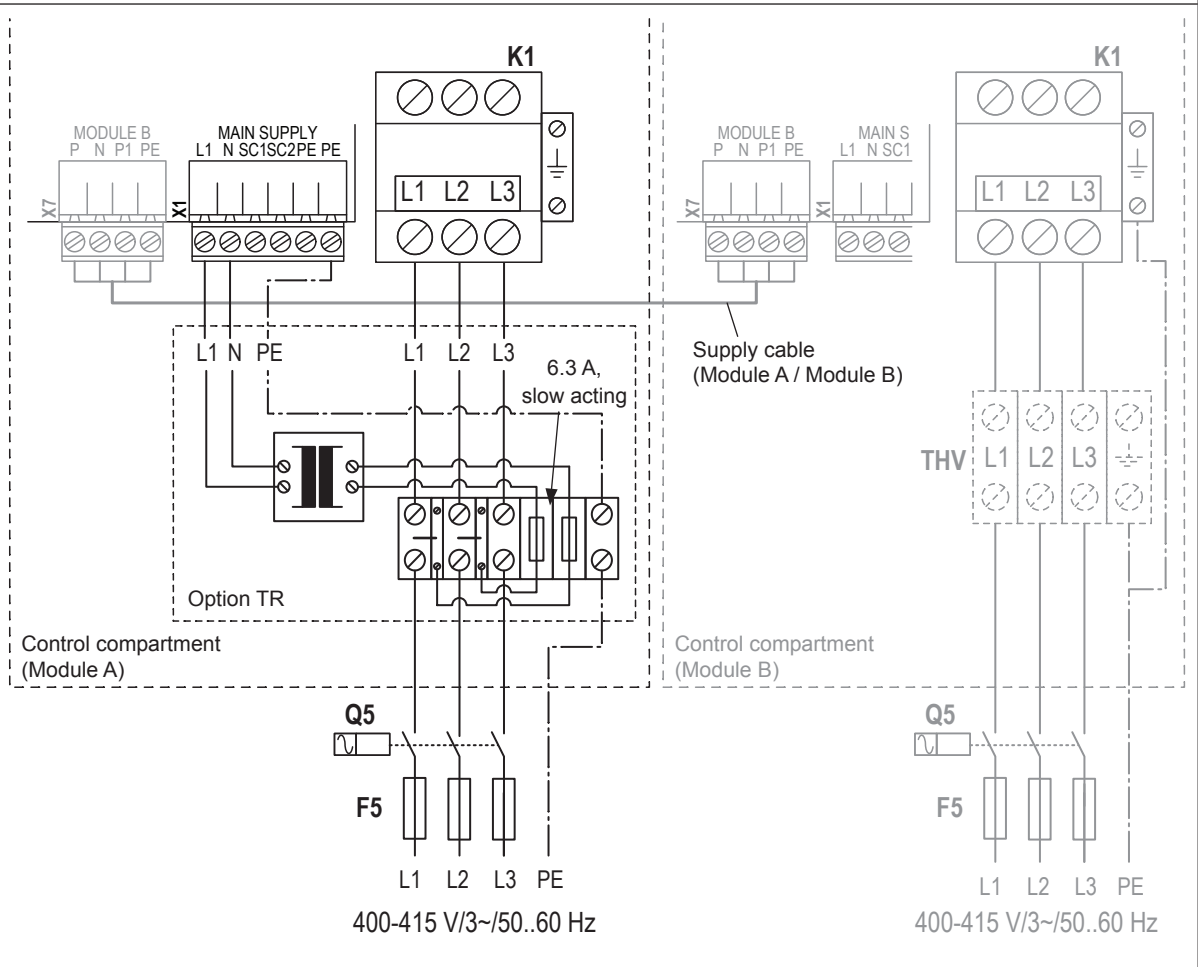 K1
MODULE B
P N P1 PE
X7
MAIN SUPPLY
L1 N SC1SC2PE PE
X1
L1 L2 L3
L1 N PE
L1 L2 L3
6.3 A,
slow acting
Option TR
Control compartment
(Module A)
Q5
F5
L1 L2 L3 PE
400-415 V/3~/50..60 Hz
Supply cable
(Module A / Module B)
K1
MODULE B
P N P1 PE
X7
MAIN S
L1 N SC1
X1
L1 L2 L3
THV L1 L2 L3
Control compartment
(Module B)
Q5
F5
L1 L2 L3 PE
400-415 V/3~/50..60 Hz